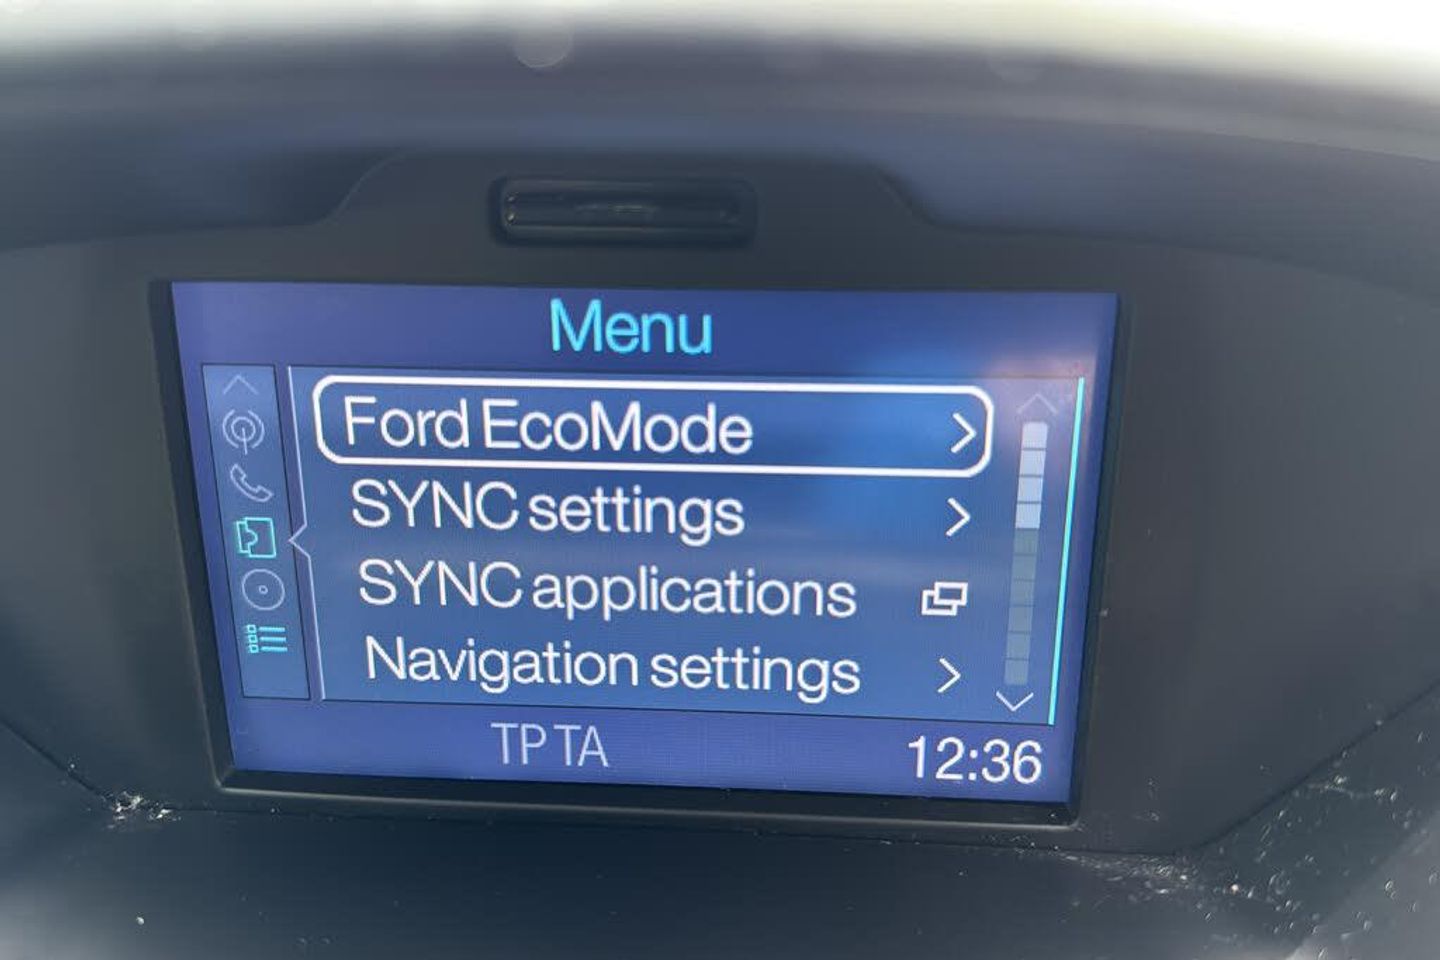 Menu
Ford EcoMode
SYNC settings
SYNC applications
Navigation settings
TP TA
12:36